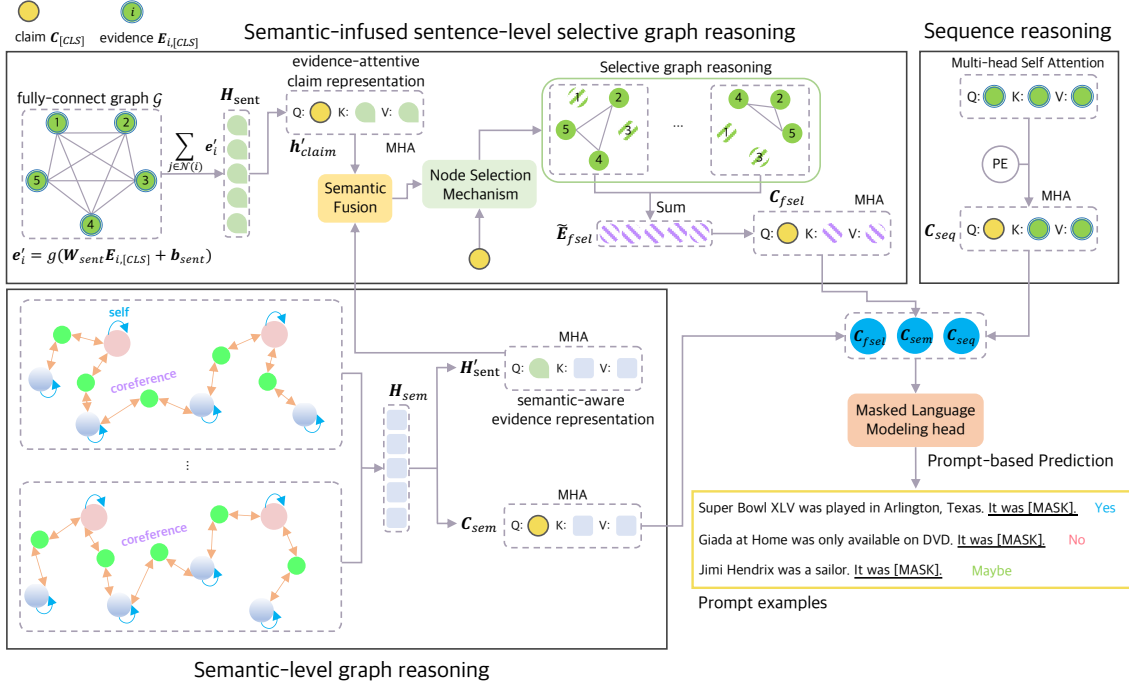 claim C[CLS]
evidence Ei,[CLS]
i
Semantic-infused sentence-level selective graph reasoning
Sequence reasoning
fully-connect graph G
1
2
5
3
4
∑ e′i
j∈N(i)
e′i = g(WsentEi,[CLS] + bsent)
Hsent
evidence-attentive
claim representation
Q: K: V:
h′claim
MHA
Semantic
Fusion
Node Selection
Mechanism
Selective graph reasoning
1
2
5
3
4
...
4
2
1
5
3
Sum
Ẽfsel
Cfsel
MHA
Q: K: V:
Multi-head Self Attention
Q: K: V:
PE
MHA
Cseq
Q: K: V:
self
coreference
⋮
coreference
Hsem
MHA
H′sent
Q: K: V:
semantic-aware
evidence representation
MHA
Csem
Q: K: V:
Cfsel Csem Cseq
Masked Language
Modeling head
Prompt-based Prediction
Super Bowl XLV was played in Arlington, Texas. It was [MASK]. Yes
Giada at Home was only available on DVD. It was [MASK]. No
Jimi Hendrix was a sailor. It was [MASK]. Maybe
Prompt examples
Semantic-level graph reasoning